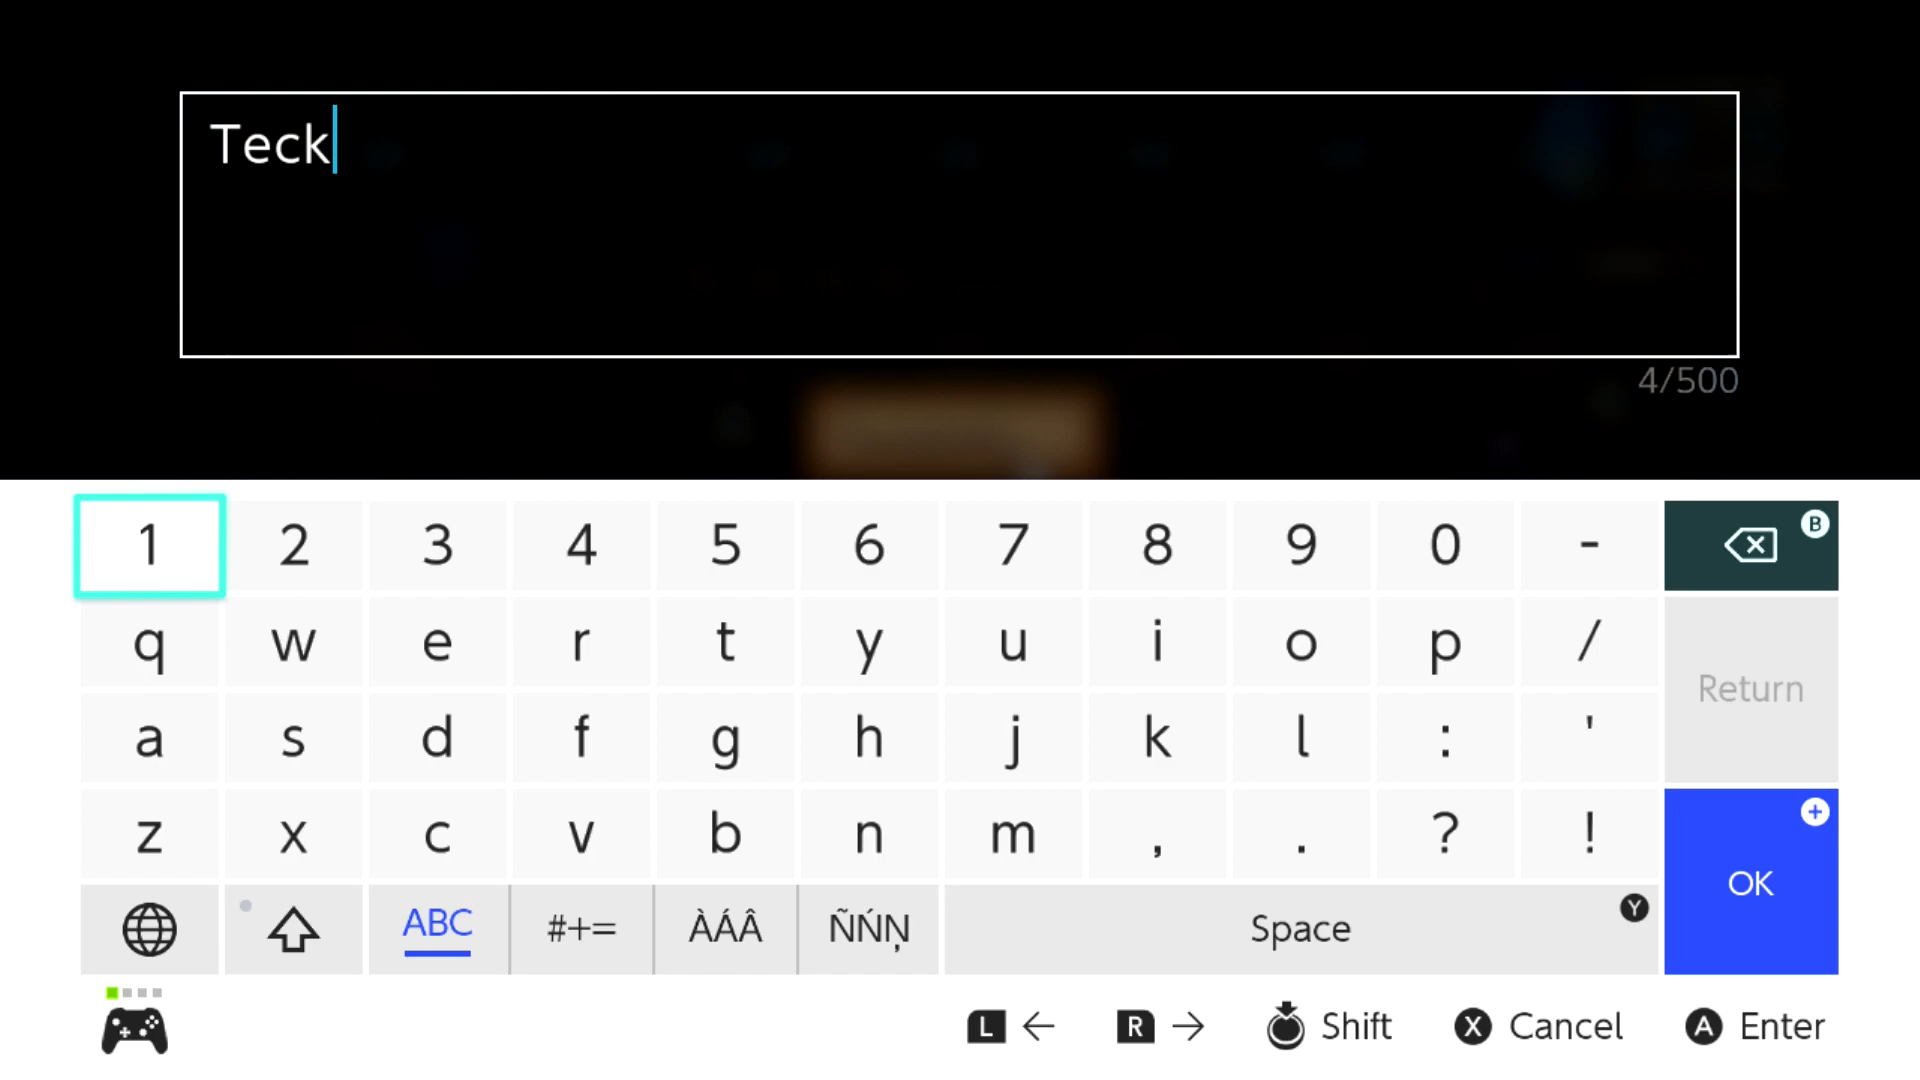 Teck
4/500
1 2 3 4 5 6 7 8 9 0 - B
q w e r t y u i o p /
Return
a s d f g h j k l : '
z x c v b n m , . ? ! +
OK
ABC #+= ÀÁÂ ÑŃŅ Space Y
L ← R → Shift X Cancel A Enter